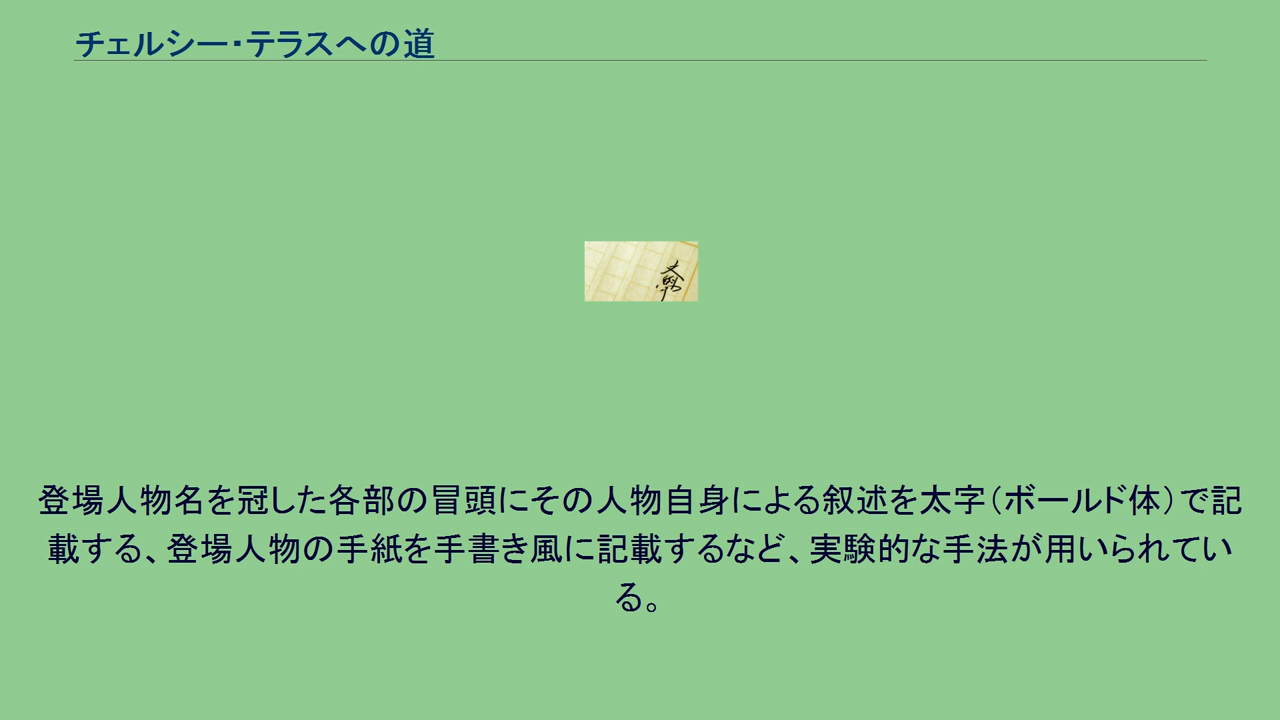 チェルシー・テラスへの道
登場人物名を冠した各部の冒頭にその人物自身による叙述を太字(ボールド体)で記
載する、登場人物の手紙を手書き風に記載するなど、実験的な手法が用いられてい
る。